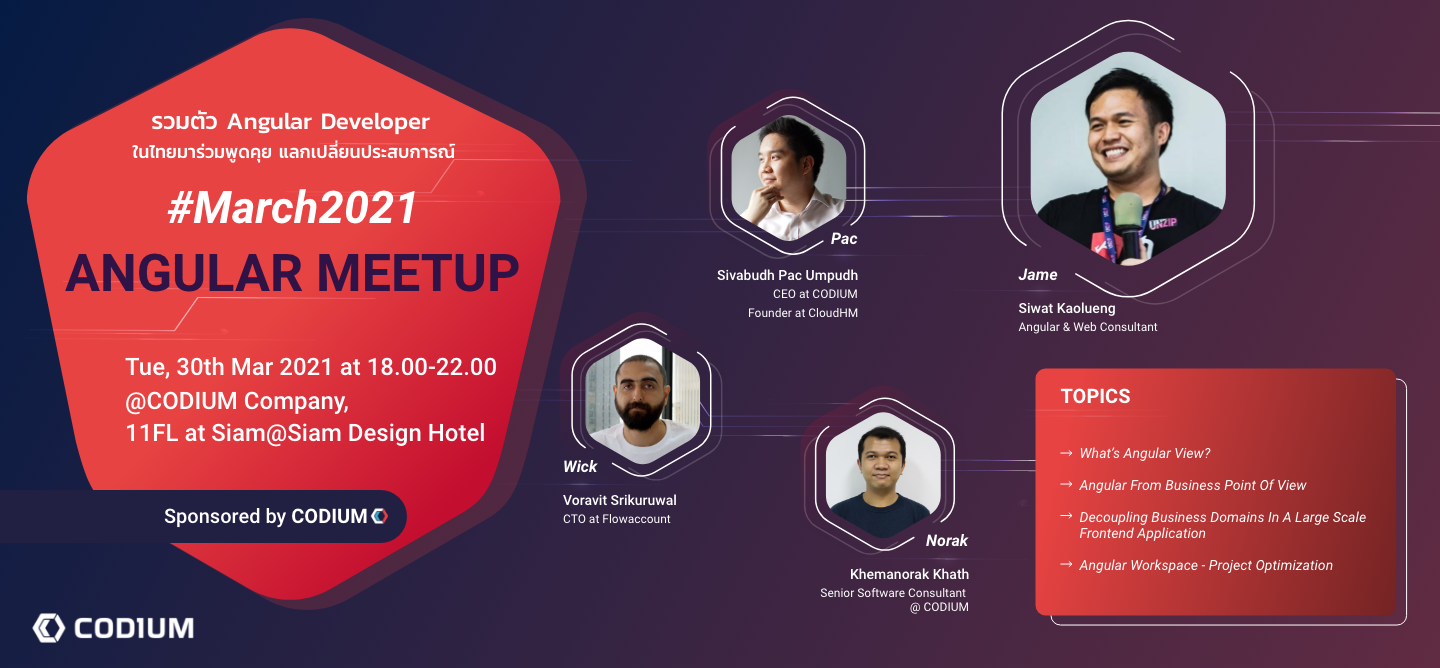 รวมตัว Angular Developer
ในไทยมาร่วมพูดคุย แลกเปลี่ยนประสบการณ์
#March2021
ANGULAR MEETUP
Tue, 30th Mar 2021 at 18.00-22.00
@CODIUM Company,
11FL at Siam@Siam Design Hotel
Sponsored by CODIUM
CODIUM
Pac
Sivabudh Pac Umpudh
CEO at CODIUM
Founder at CloudHM
UNZIP
Jame
Siwat Kaolueng
Angular & Web Consultant
Wick
Voravit Srikuruwal
CTO at Flowaccount
Norak
Khemanorak Khath
Senior Software Consultant
@ CODIUM
TOPICS
→ What's Angular View?
→ Angular From Business Point Of View
→ Decoupling Business Domains In A Large Scale
Frontend Application
→ Angular Workspace - Project Optimization